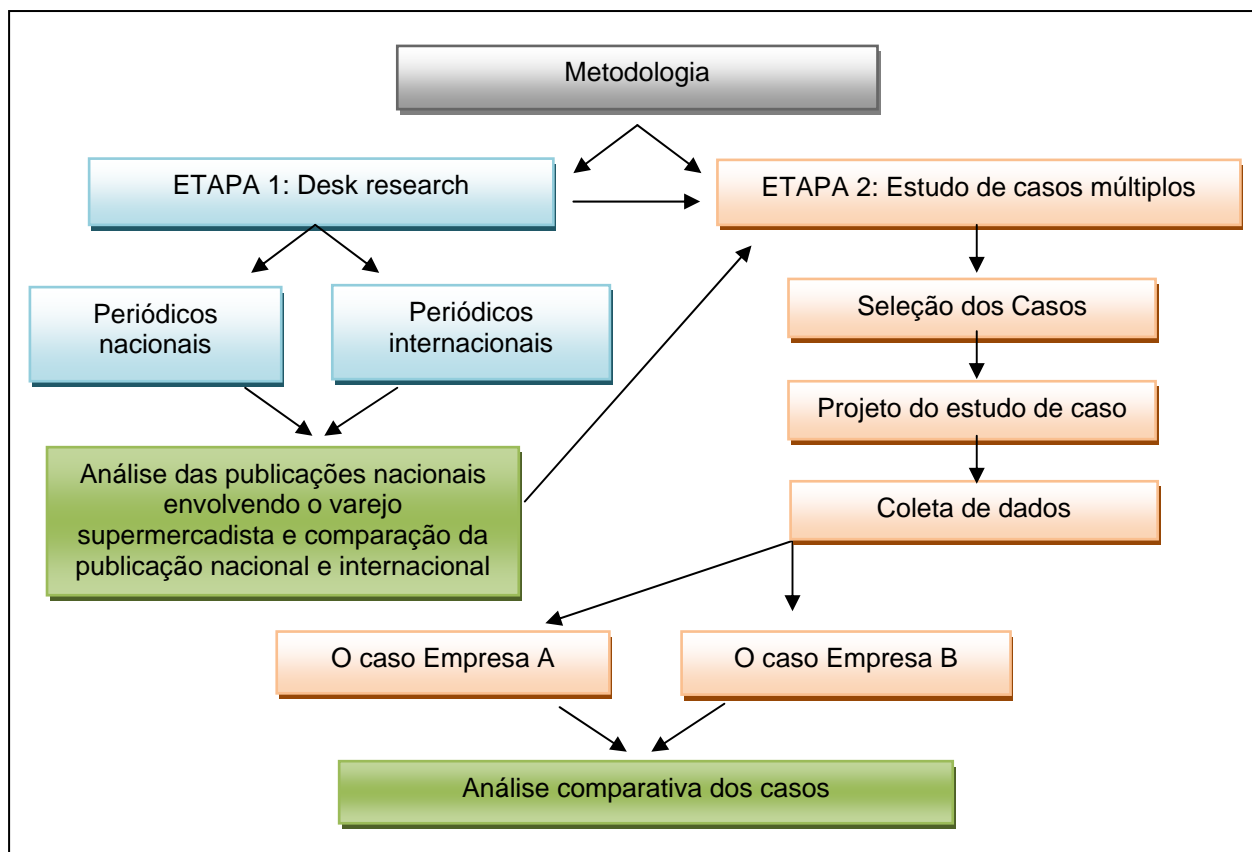 Metodologia
ETAPA 1: Desk research
ETAPA 2: Estudo de casos múltiplos
Periódicos
nacionais
Periódicos
internacionais
Seleção dos Casos
Projeto do estudo de caso
Análise das publicações nacionais
envolvendo o varejo
supermercadista e comparação da
publicação nacional e internacional
Coleta de dados
O caso Empresa A
O caso Empresa B
Análise comparativa dos casos